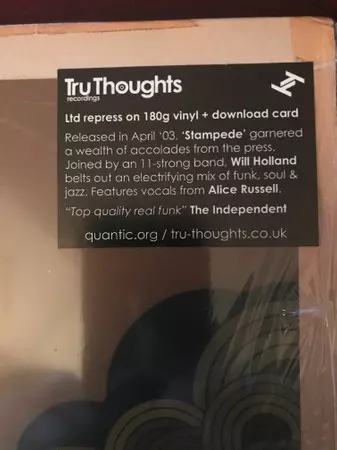 Tru Thoughts
recordings
Ltd repress on 180g vinyl + download card
Released in April '03, 'Stampede' garnered
a wealth of accolades from the press.
Joined by an 11-strong band, Will Holland
belts out an electrifying mix of funk, soul &
jazz. Features vocals from Alice Russell.
"Top quality real funk" The Independent
quantic.org / tru-thoughts.co.uk